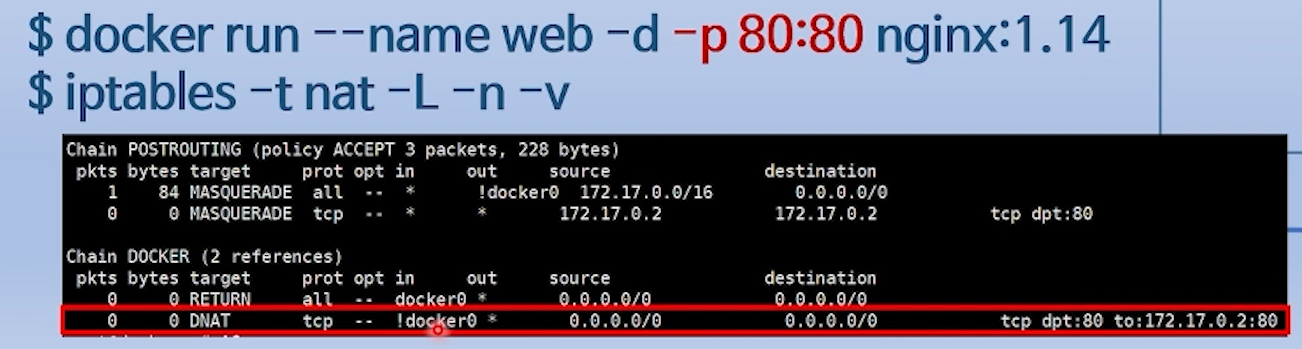 $ docker run --name web -d -p 80:80 nginx:1.14
$ iptables -t nat -L -n -v
Chain POSTROUTING (policy ACCEPT 3 packets, 228 bytes)
pkts bytes target prot opt in out source destination
1 84 MASQUERADE all -- * !docker0 172.17.0.0/16 0.0.0.0/0
0 0 MASQUERADE tcp -- * * 172.17.0.2 172.17.0.2 tcp dpt:80
Chain DOCKER (2 references)
pkts bytes target prot opt in out source destination
0 0 RETURN all -- docker0 * 0.0.0.0/0 0.0.0.0/0
0 0 DNAT tcp -- !docker0 * 0.0.0.0/0 0.0.0.0/0 tcp dpt:80 to:172.17.0.2:80